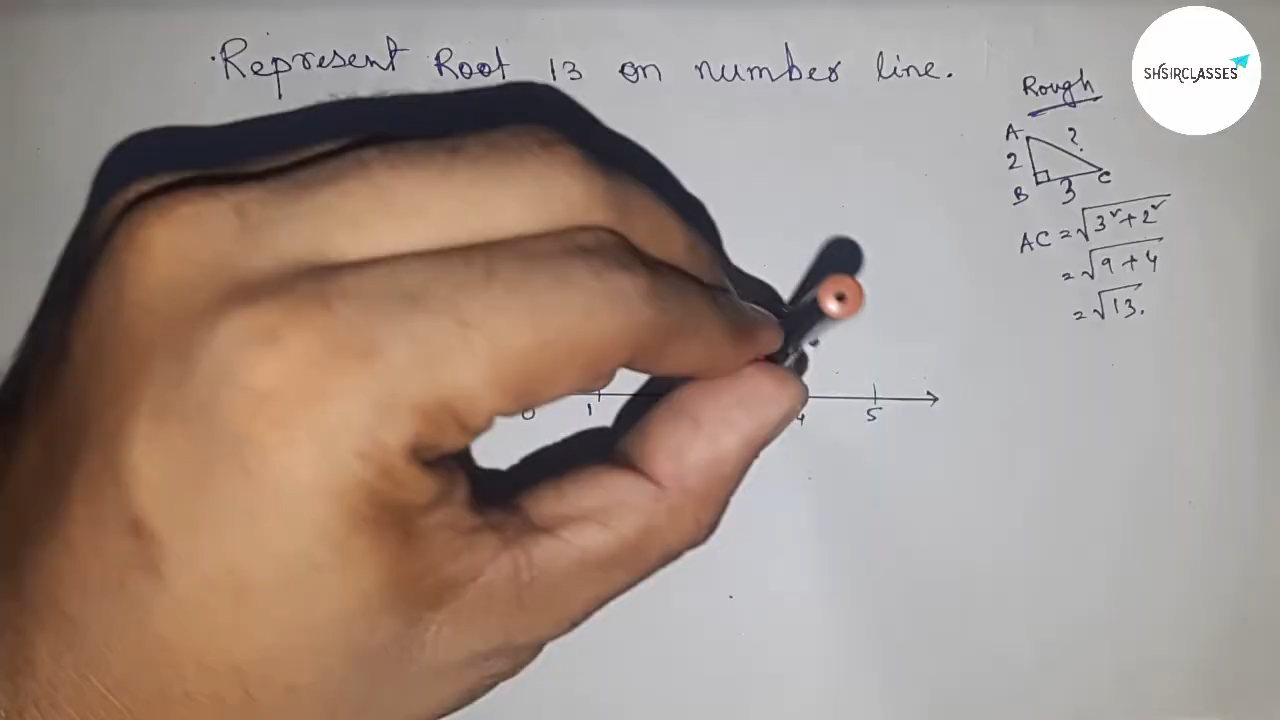 Represent Root 13 on number line.
SHSIRCLASSES
Rough
A
?
2
B
3
C
AC = √3²+2²
= √9+4
= √13.
0 1 4 5